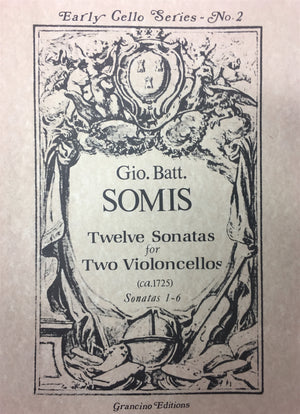 Early Cello Series - No. 2
Gio. Batt.
SOMIS
Twelve Sonatas
for
Two Violoncellos
(ca.1725)
Sonatas 1-6
Grancino Editions